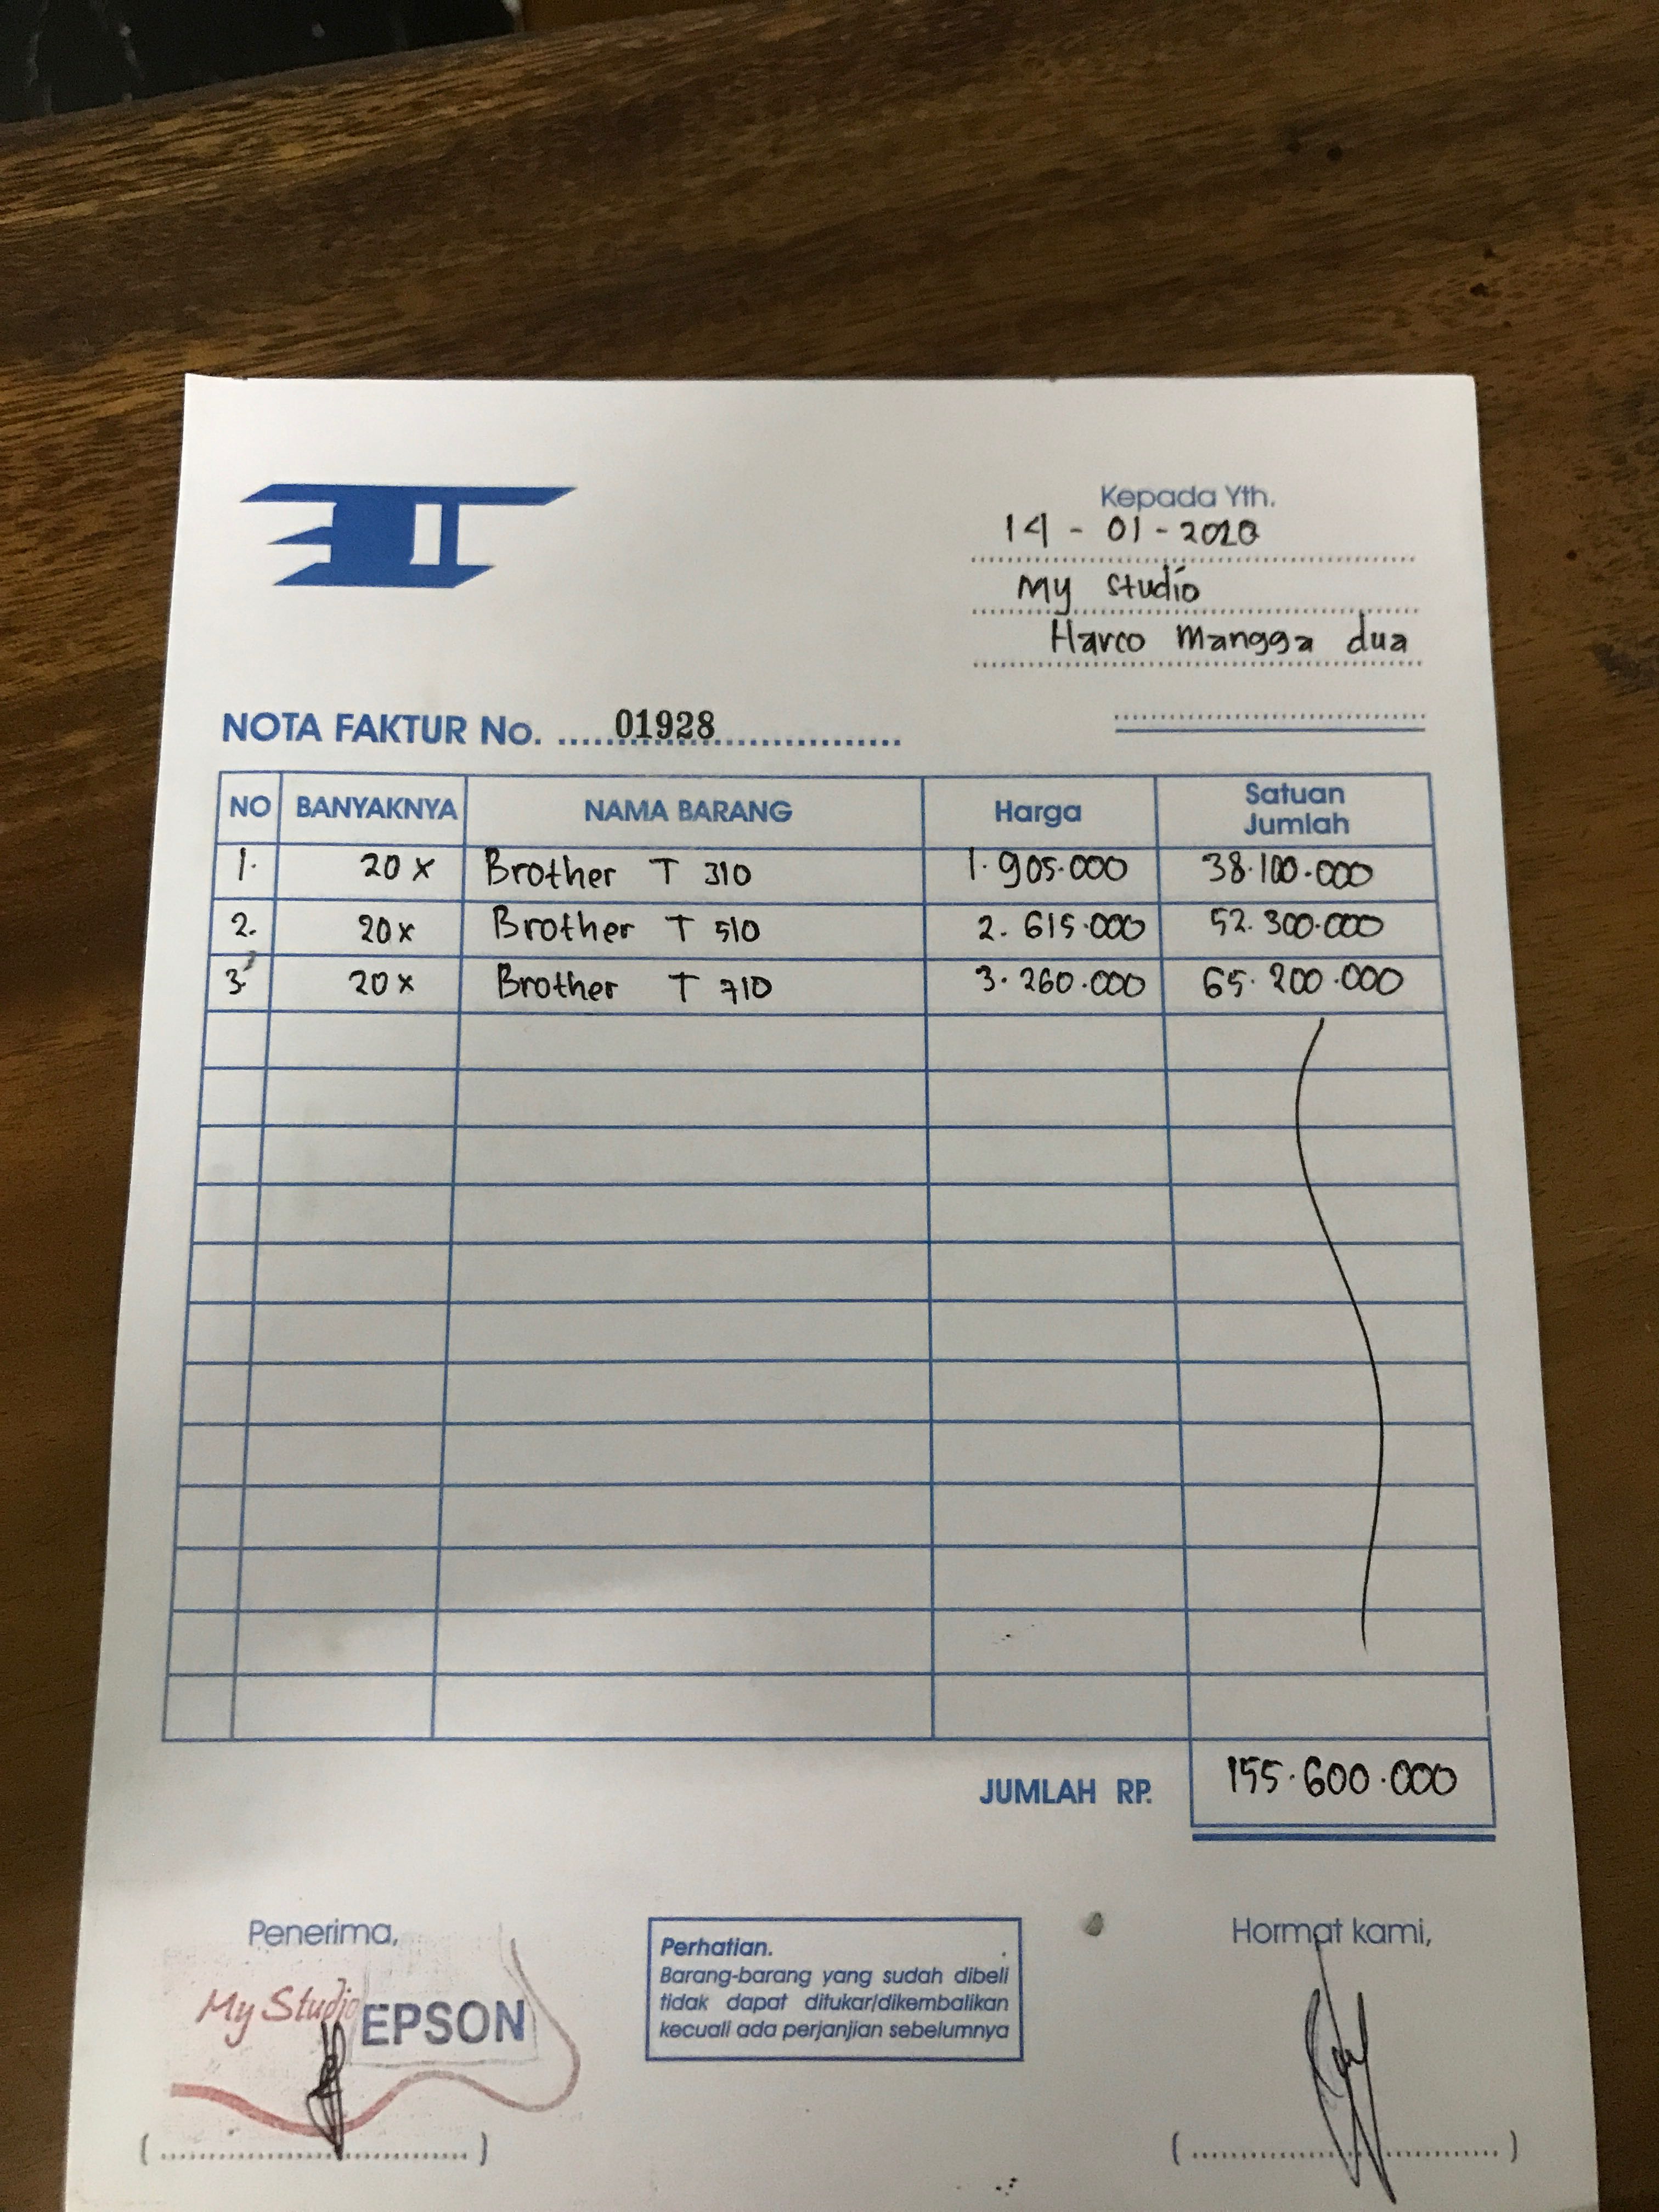 Kepada Yth.
14 - 01 - 2020
My Studio
Harco Mangga dua
NOTA FAKTUR No. 01928
NO BANYAKNYA NAMA BARANG Harga Satuan Jumlah
1. 20 x Brother T 310 1.905.000 38.100.000
2. 20 x Brother T 510 2.615.000 52.300.000
3. 20 x Brother T 710 3.260.000 65.200.000
JUMLAH RP. 155.600.000
Penerima,
My Studio EPSON
Perhatian.
Barang-barang yang sudah dibeli
tidak dapat ditukar/dikembalikan
kecuali ada perjanjian sebelumnya
Hormat kami,